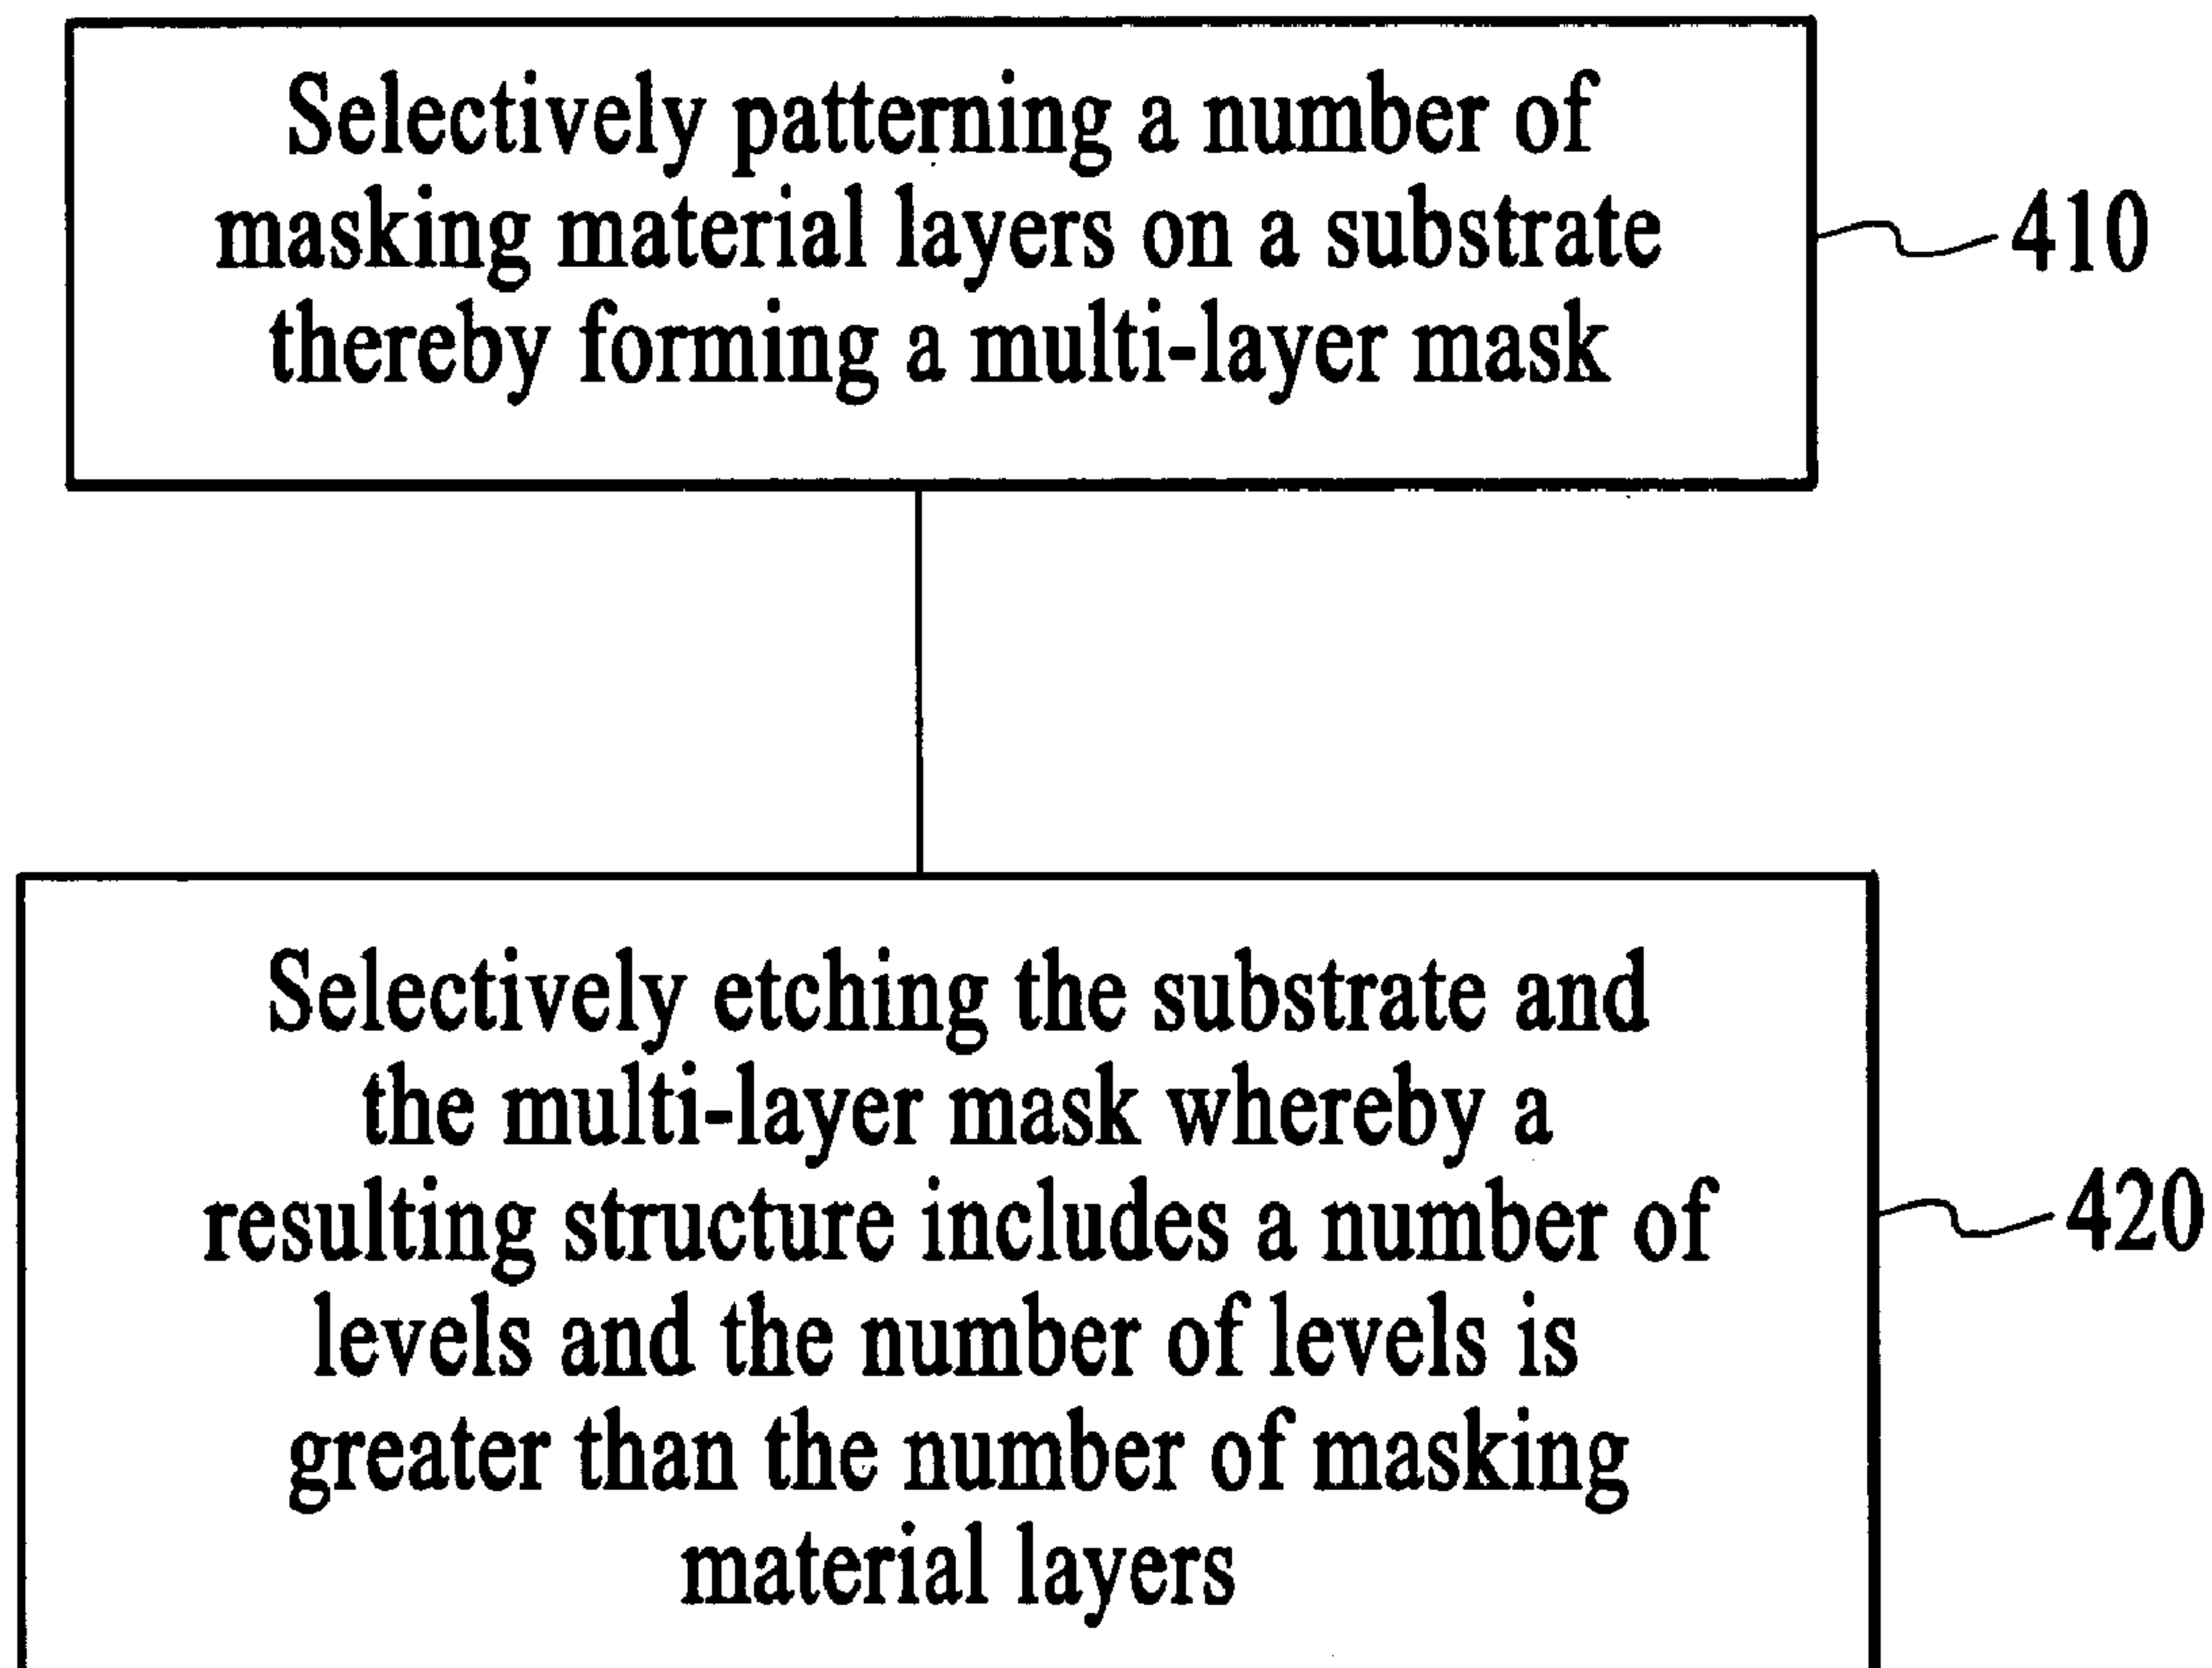 Selectively patterning a number of
masking material layers on a substrate
thereby forming a multi-layer mask
410
Selectively etching the substrate and
the multi-layer mask whereby a
resulting structure includes a number of
levels and the number of levels is
greater than the number of masking
material layers
420